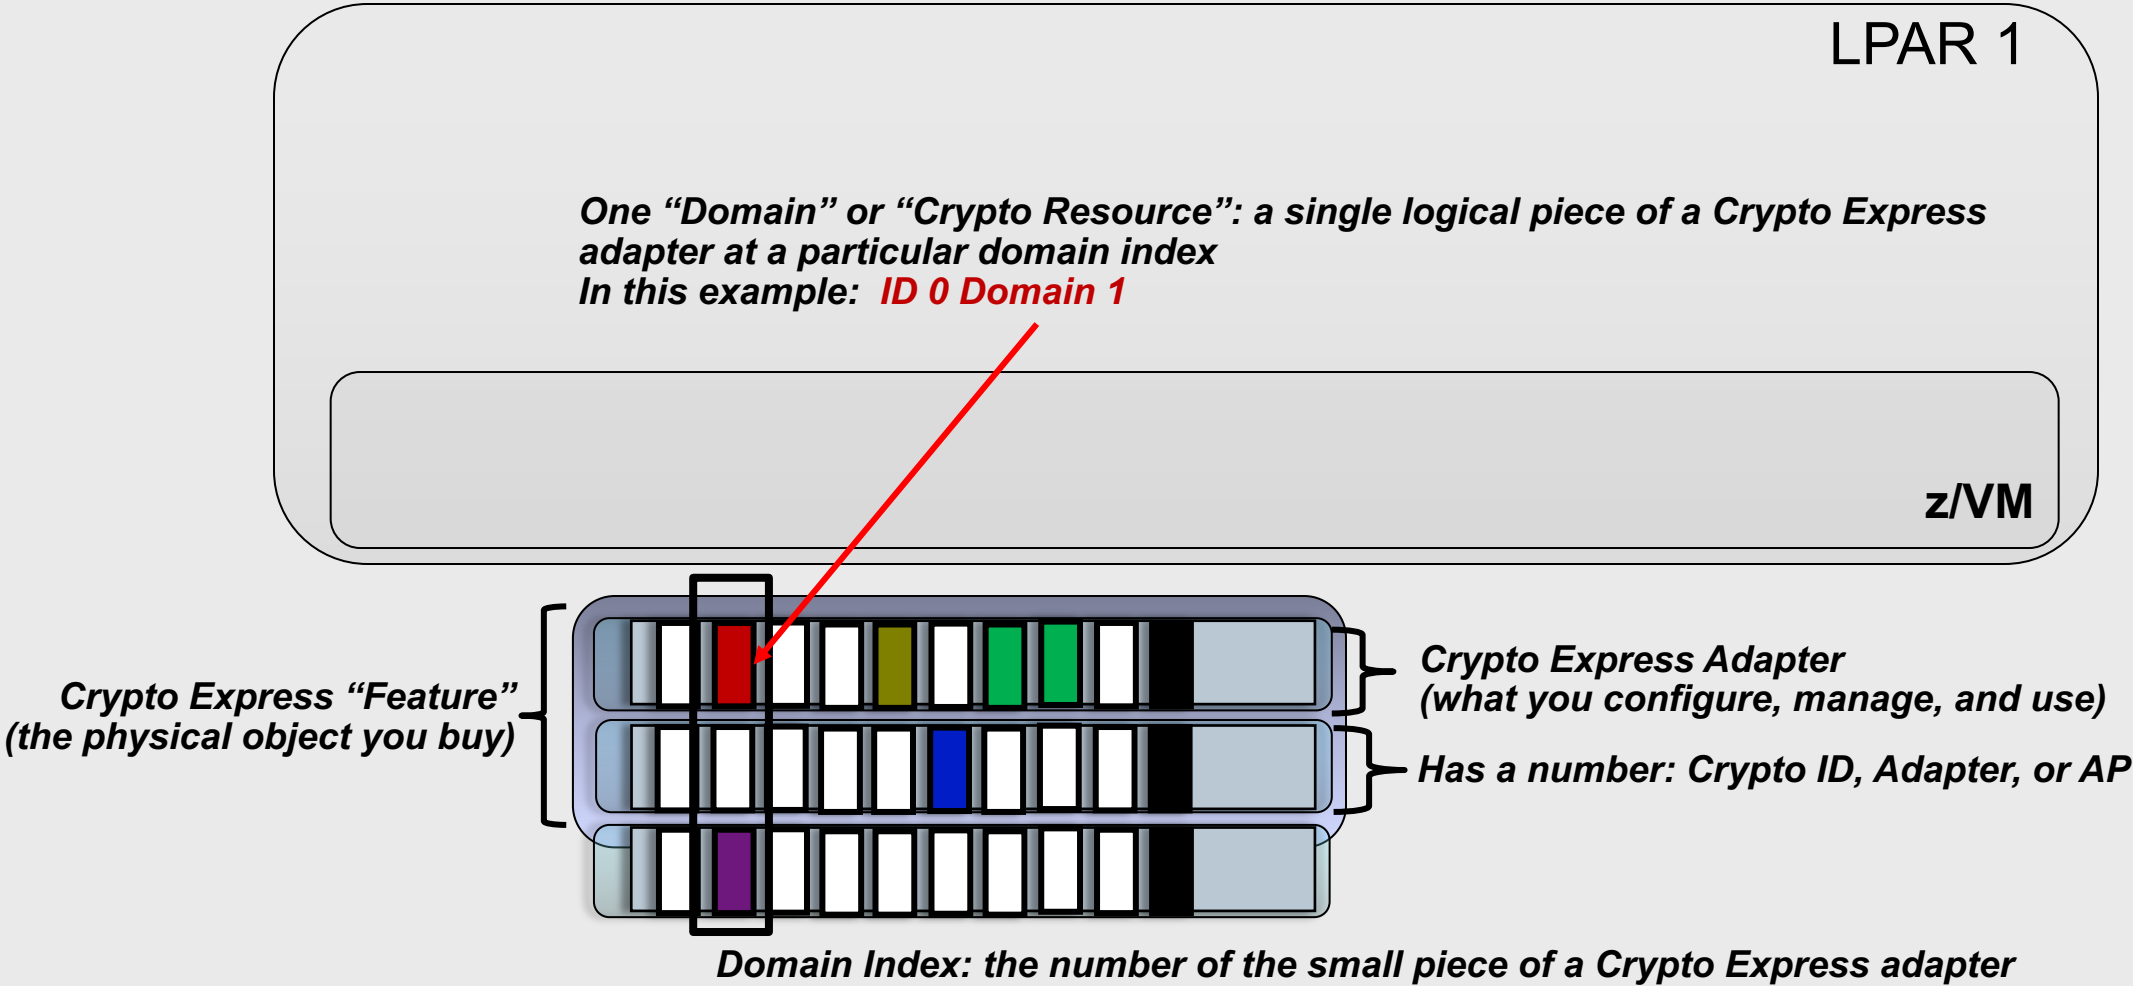 LPAR 1
One “Domain” or “Crypto Resource”: a single logical piece of a Crypto Express
adapter at a particular domain index
In this example: ID 0 Domain 1
z/VM
Crypto Express “Feature”
(the physical object you buy)
Crypto Express Adapter
(what you configure, manage, and use)
Has a number: Crypto ID, Adapter, or AP
Domain Index: the number of the small piece of a Crypto Express adapter